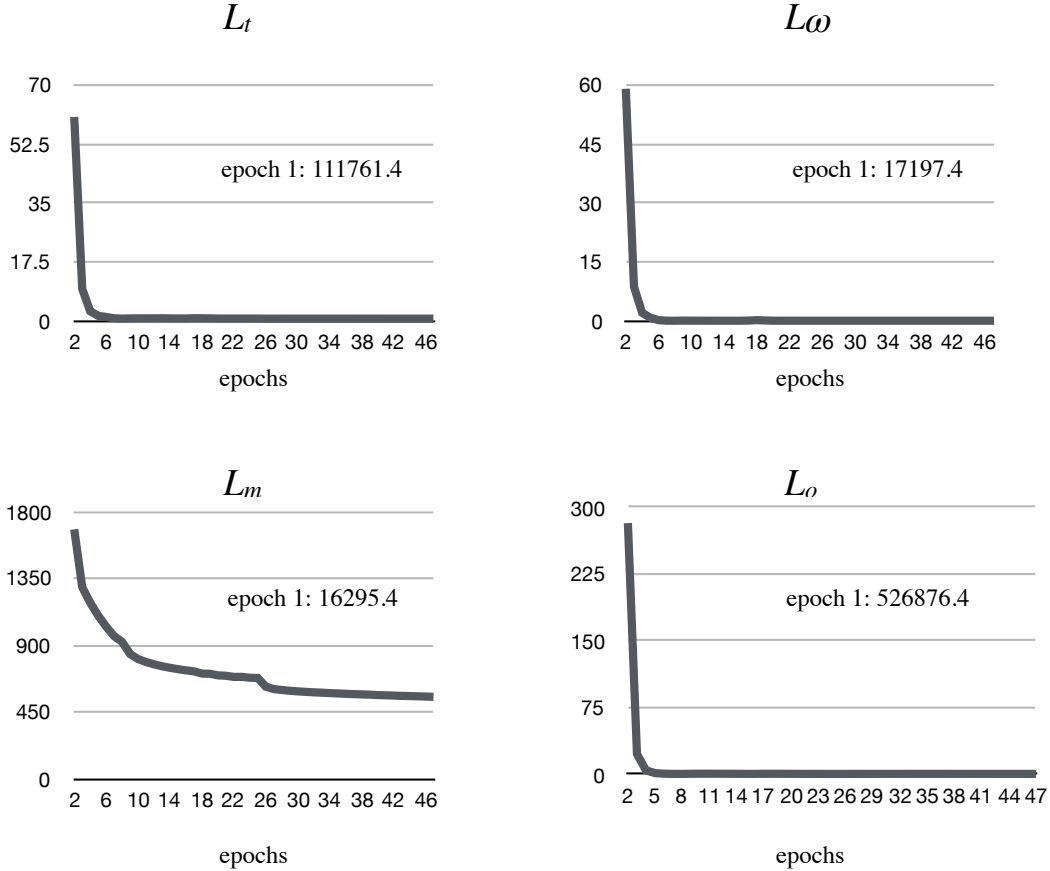 L_t
70
52.5
epoch 1: 111761.4
35
17.5
0
2 6 10 14 18 22 26 30 34 38 42 46
epochs
Lω
60
45
epoch 1: 17197.4
30
15
0
2 6 10 14 18 22 26 30 34 38 42 46
epochs
L_m
1800
1350
epoch 1: 16295.4
900
450
0
2 6 10 14 18 22 26 30 34 38 42 46
epochs
L_o
300
225
epoch 1: 526876.4
150
75
0
2 5 8 11 14 17 20 23 26 29 32 35 38 41 44 47
epochs